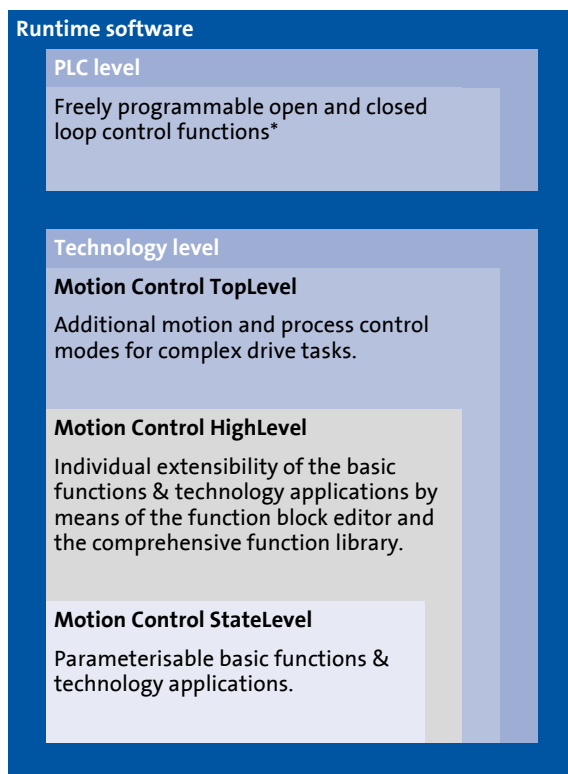 Runtime software
PLC level
Freely programmable open and closed
loop control functions*
Technology level
Motion Control TopLevel
Additional motion and process control
modes for complex drive tasks.
Motion Control HighLevel
Individual extensibility of the basic
functions & technology applications by
means of the function block editor and
the comprehensive function library.
Motion Control StateLevel
Parameterisable basic functions &
technology applications.